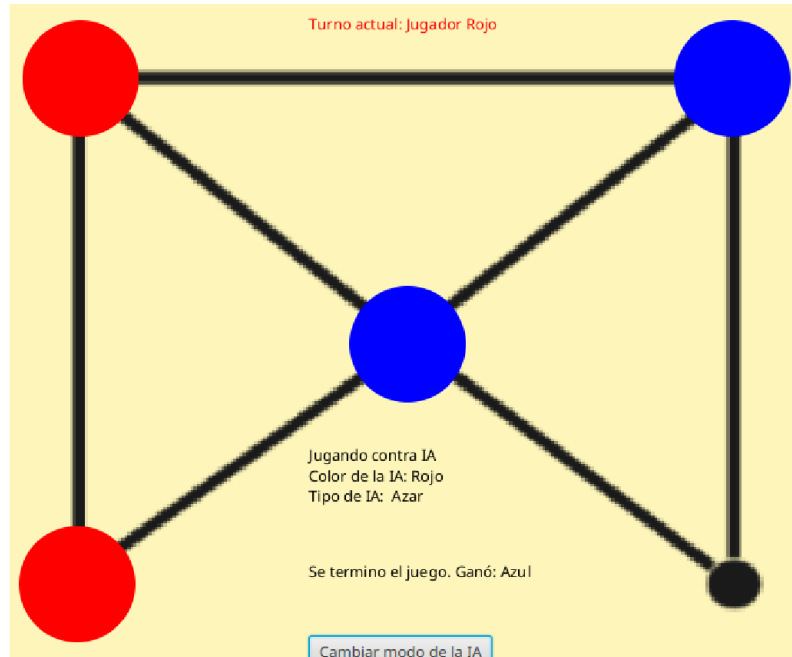 Turno actual: Jugador Rojo
Jugando contra IA
Color de la IA: Rojo
Tipo de IA:  Azar
Se termino el juego. Ganó: Azul
Cambiar modo de la IA